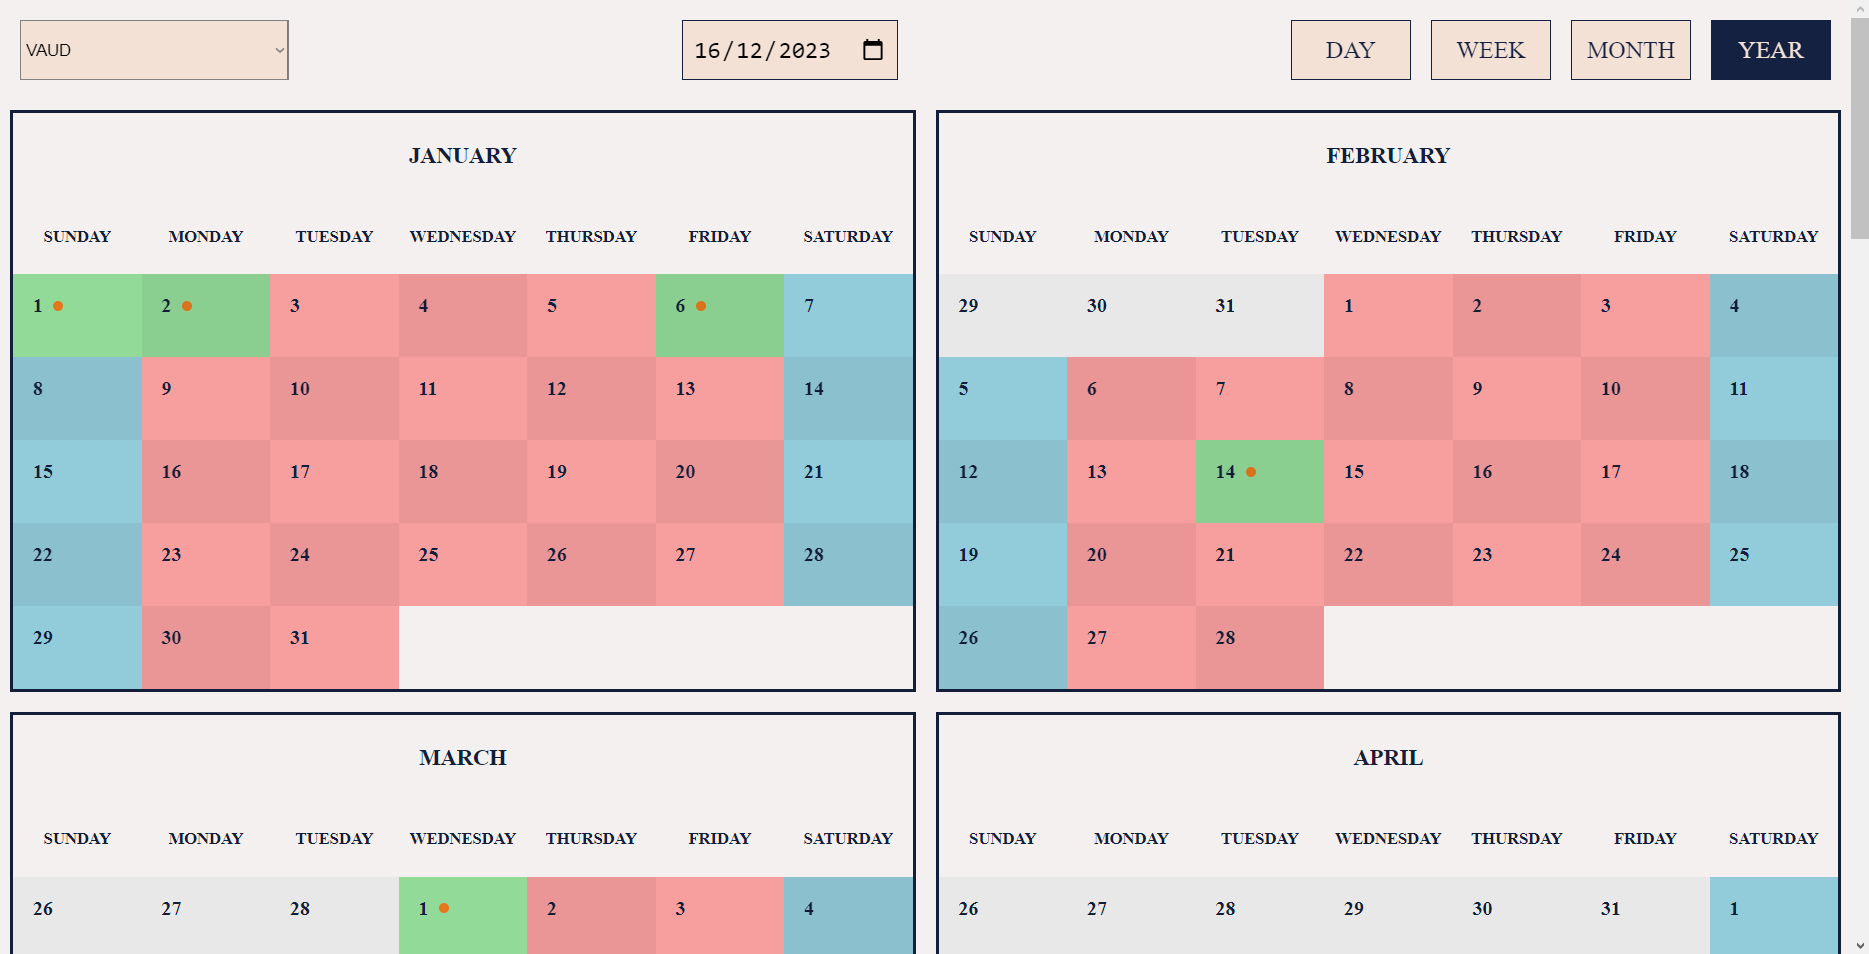 VAUD 16/12/2023 DAY WEEK MONTH YEAR
JANUARY
SUNDAY MONDAY TUESDAY WEDNESDAY THURSDAY FRIDAY SATURDAY
1 2 3 4 5 6 7
8 9 10 11 12 13 14
15 16 17 18 19 20 21
22 23 24 25 26 27 28
29 30 31
FEBRUARY
SUNDAY MONDAY TUESDAY WEDNESDAY THURSDAY FRIDAY SATURDAY
29 30 31 1 2 3 4
5 6 7 8 9 10 11
12 13 14 15 16 17 18
19 20 21 22 23 24 25
26 27 28
MARCH
SUNDAY MONDAY TUESDAY WEDNESDAY THURSDAY FRIDAY SATURDAY
26 27 28 1 2 3 4
APRIL
SUNDAY MONDAY TUESDAY WEDNESDAY THURSDAY FRIDAY SATURDAY
26 27 28 29 30 31 1